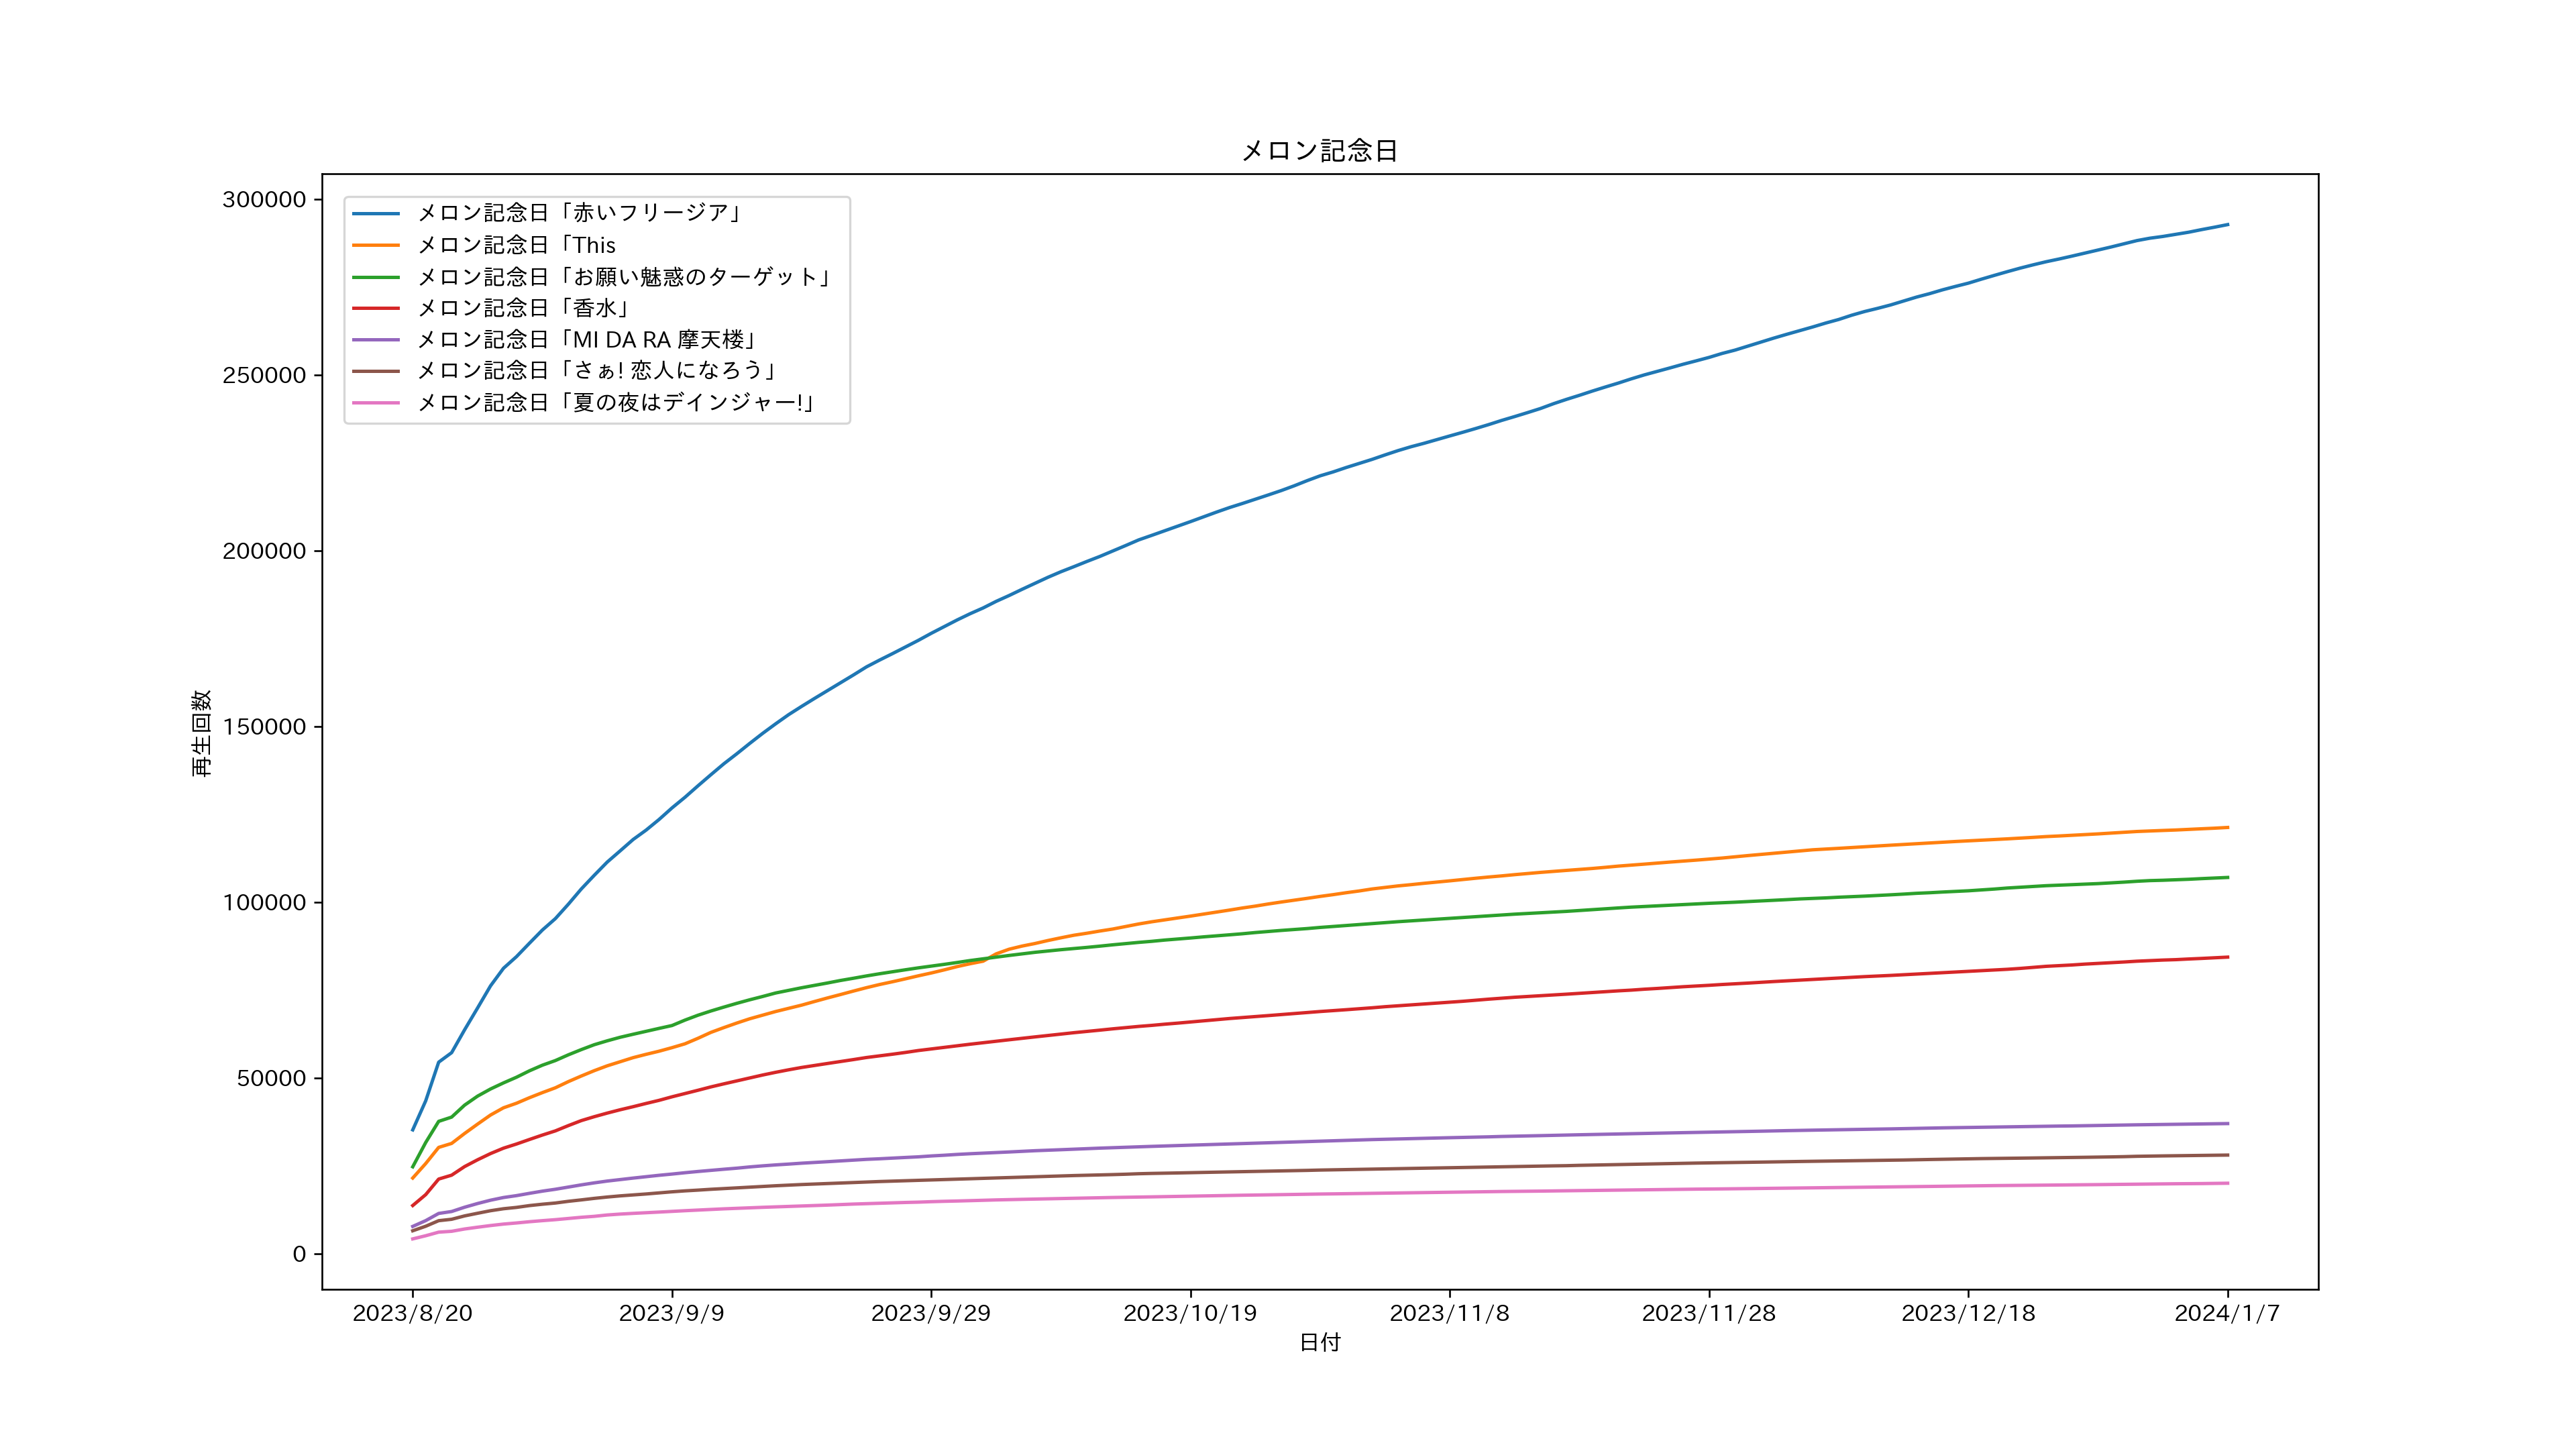 メロン記念日
300000
250000
200000
150000
100000
50000
0
再生回数
メロン記念日「赤いフリージア」
メロン記念日「This
メロン記念日「お願い魅惑のターゲット」
メロン記念日「香水」
メロン記念日「MI DA RA 摩天楼」
メロン記念日「さぁ! 恋人になろう」
メロン記念日「夏の夜はデインジャー!」
2023/8/20
2023/9/9
2023/9/29
2023/10/19
2023/11/8
2023/11/28
2023/12/18
2024/1/7
日付